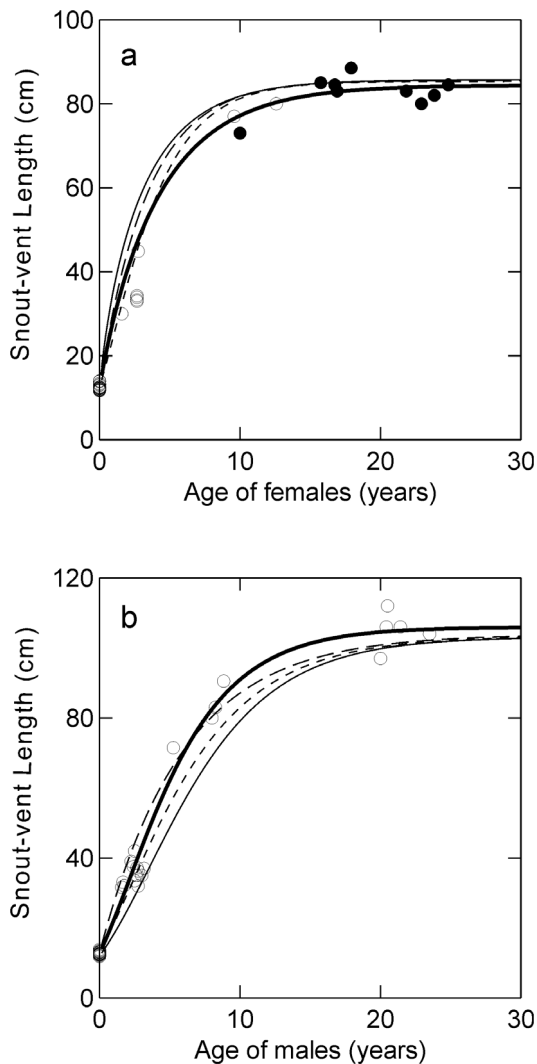 a
100
80
60
40
20
0
Snout-vent Length (cm)
0 10 20 30
Age of females (years)
b
120
80
40
0
Snout-vent Length (cm)
0 10 20 30
Age of males (years)